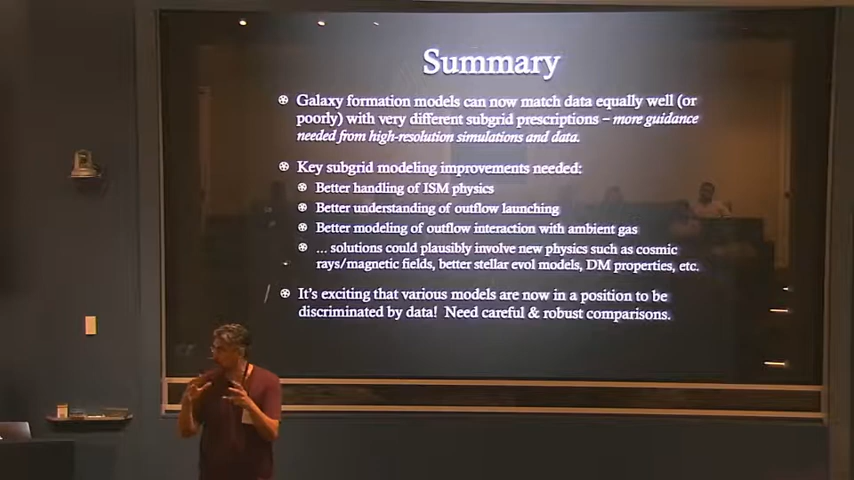 Summary
Galaxy formation models can now match data equally well (or
poorly) with very different subgrid prescriptions – more guidance
needed from high-resolution simulations and data.
Key subgrid modeling improvements needed:
Better handling of ISM physics
Better understanding of outflow launching
Better modeling of outflow interaction with ambient gas
... solutions could plausibly involve new physics such as cosmic
rays/magnetic fields, better stellar evol models, DM properties, etc.
It's exciting that various models are now in a position to be
discriminated by data! Need careful & robust comparisons.